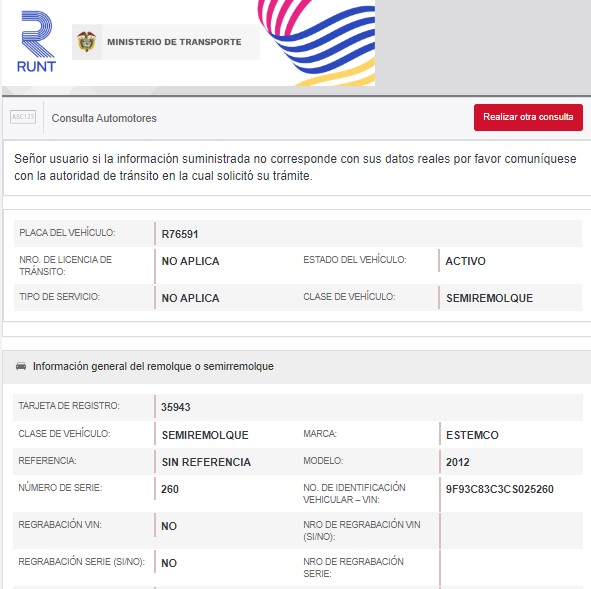 RUNT
MINISTERIO DE TRANSPORTE
ABC123
Consulta Automotores
Realizar otra consulta
Señor usuario si la información suministrada no corresponde con sus datos reales por favor comuníquese
con la autoridad de tránsito en la cual solicitó su trámite.
PLACA DEL VEHÍCULO: R76591
NRO. DE LICENCIA DE TRÁNSITO: NO APLICA ESTADO DEL VEHÍCULO: ACTIVO
TIPO DE SERVICIO: NO APLICA CLASE DE VEHÍCULO: SEMIREMOLQUE
Información general del remolque o semirremolque
TARJETA DE REGISTRO: 35943
CLASE DE VEHÍCULO: SEMIREMOLQUE MARCA: ESTEMCO
REFERENCIA: SIN REFERENCIA MODELO: 2012
NÚMERO DE SERIE: 260 NO. DE IDENTIFICACIÓN VEHICULAR – VIN: 9F93C83C3CS025260
REGRABACIÓN VIN: NO NRO DE REGRABACIÓN VIN (SI/NO):
REGRABACIÓN SERIE (SI/NO): NO NRO DE REGRABACIÓN SERIE: